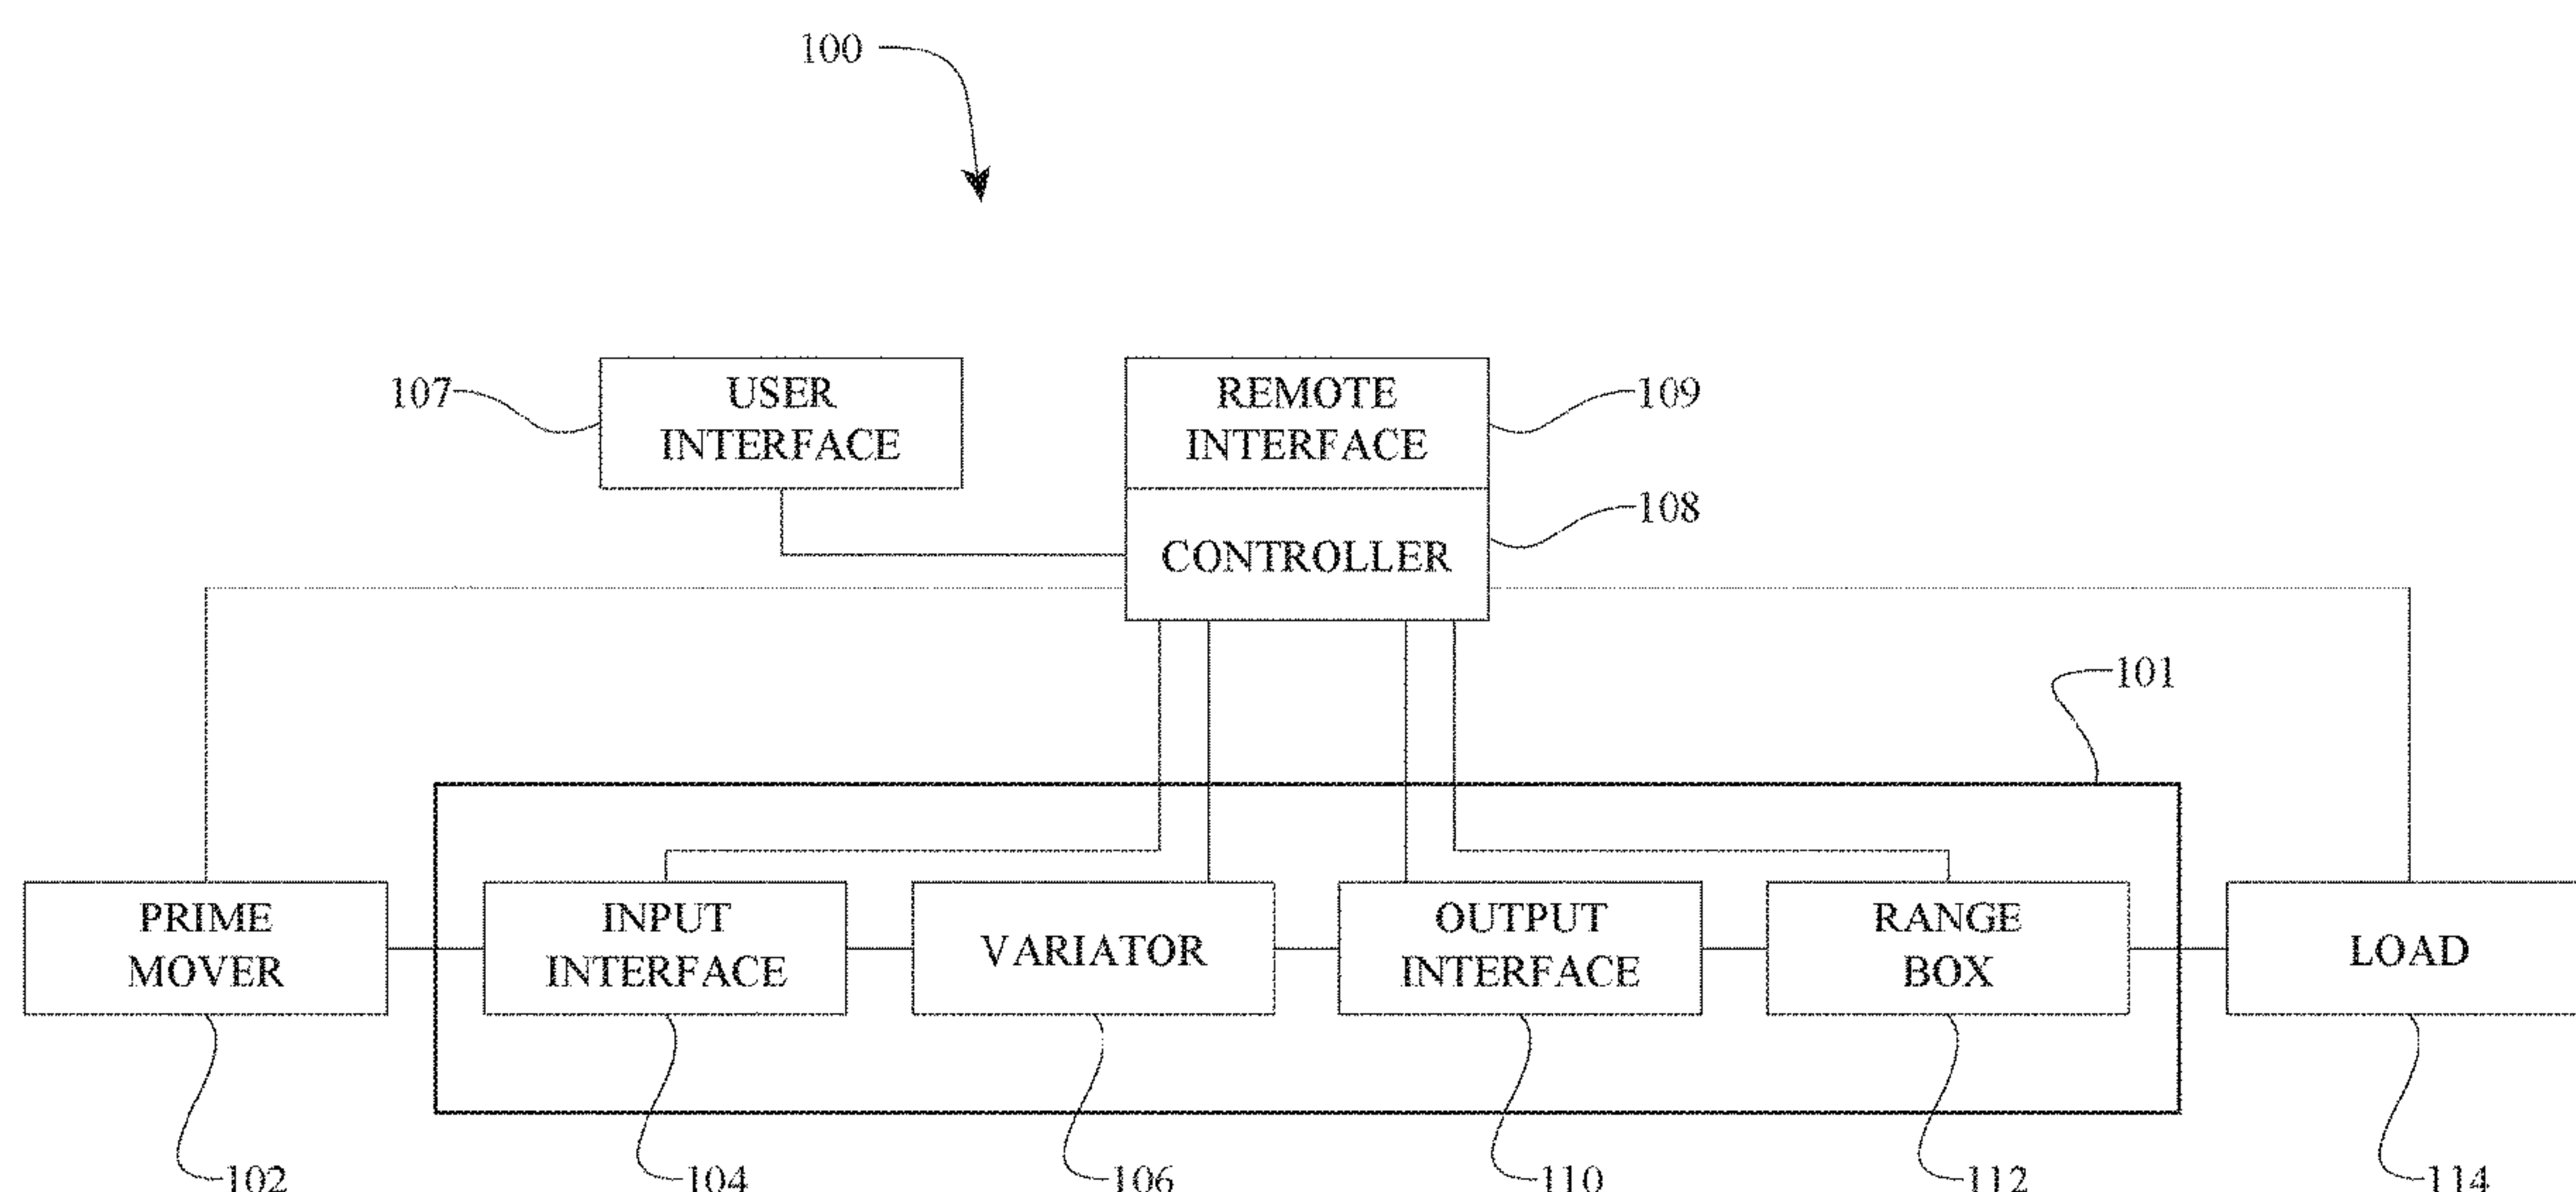 100
107
USER
INTERFACE
REMOTE
INTERFACE
109
108
CONTROLLER
101
PRIME
MOVER
INPUT
INTERFACE
VARIATOR
OUTPUT
INTERFACE
RANGE
BOX
LOAD
102
104
106
110
112
114